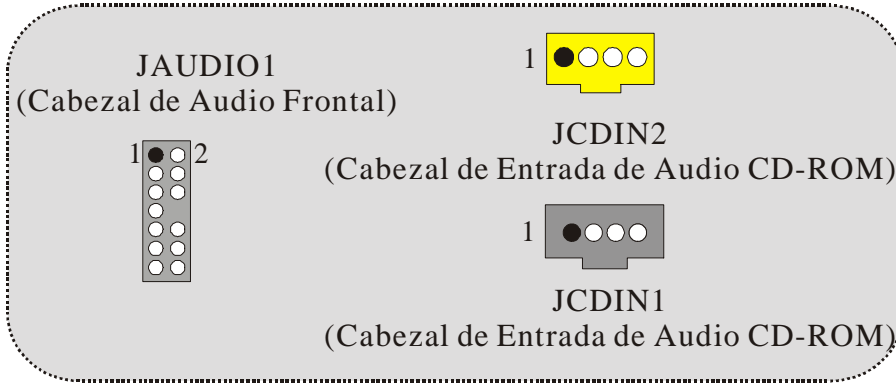 JAUDIO1
(Cabezal de Audio Frontal)
1 2
1
JCDIN2
(Cabezal de Entrada de Audio CD-ROM)
1
JCDIN1
(Cabezal de Entrada de Audio CD-ROM)